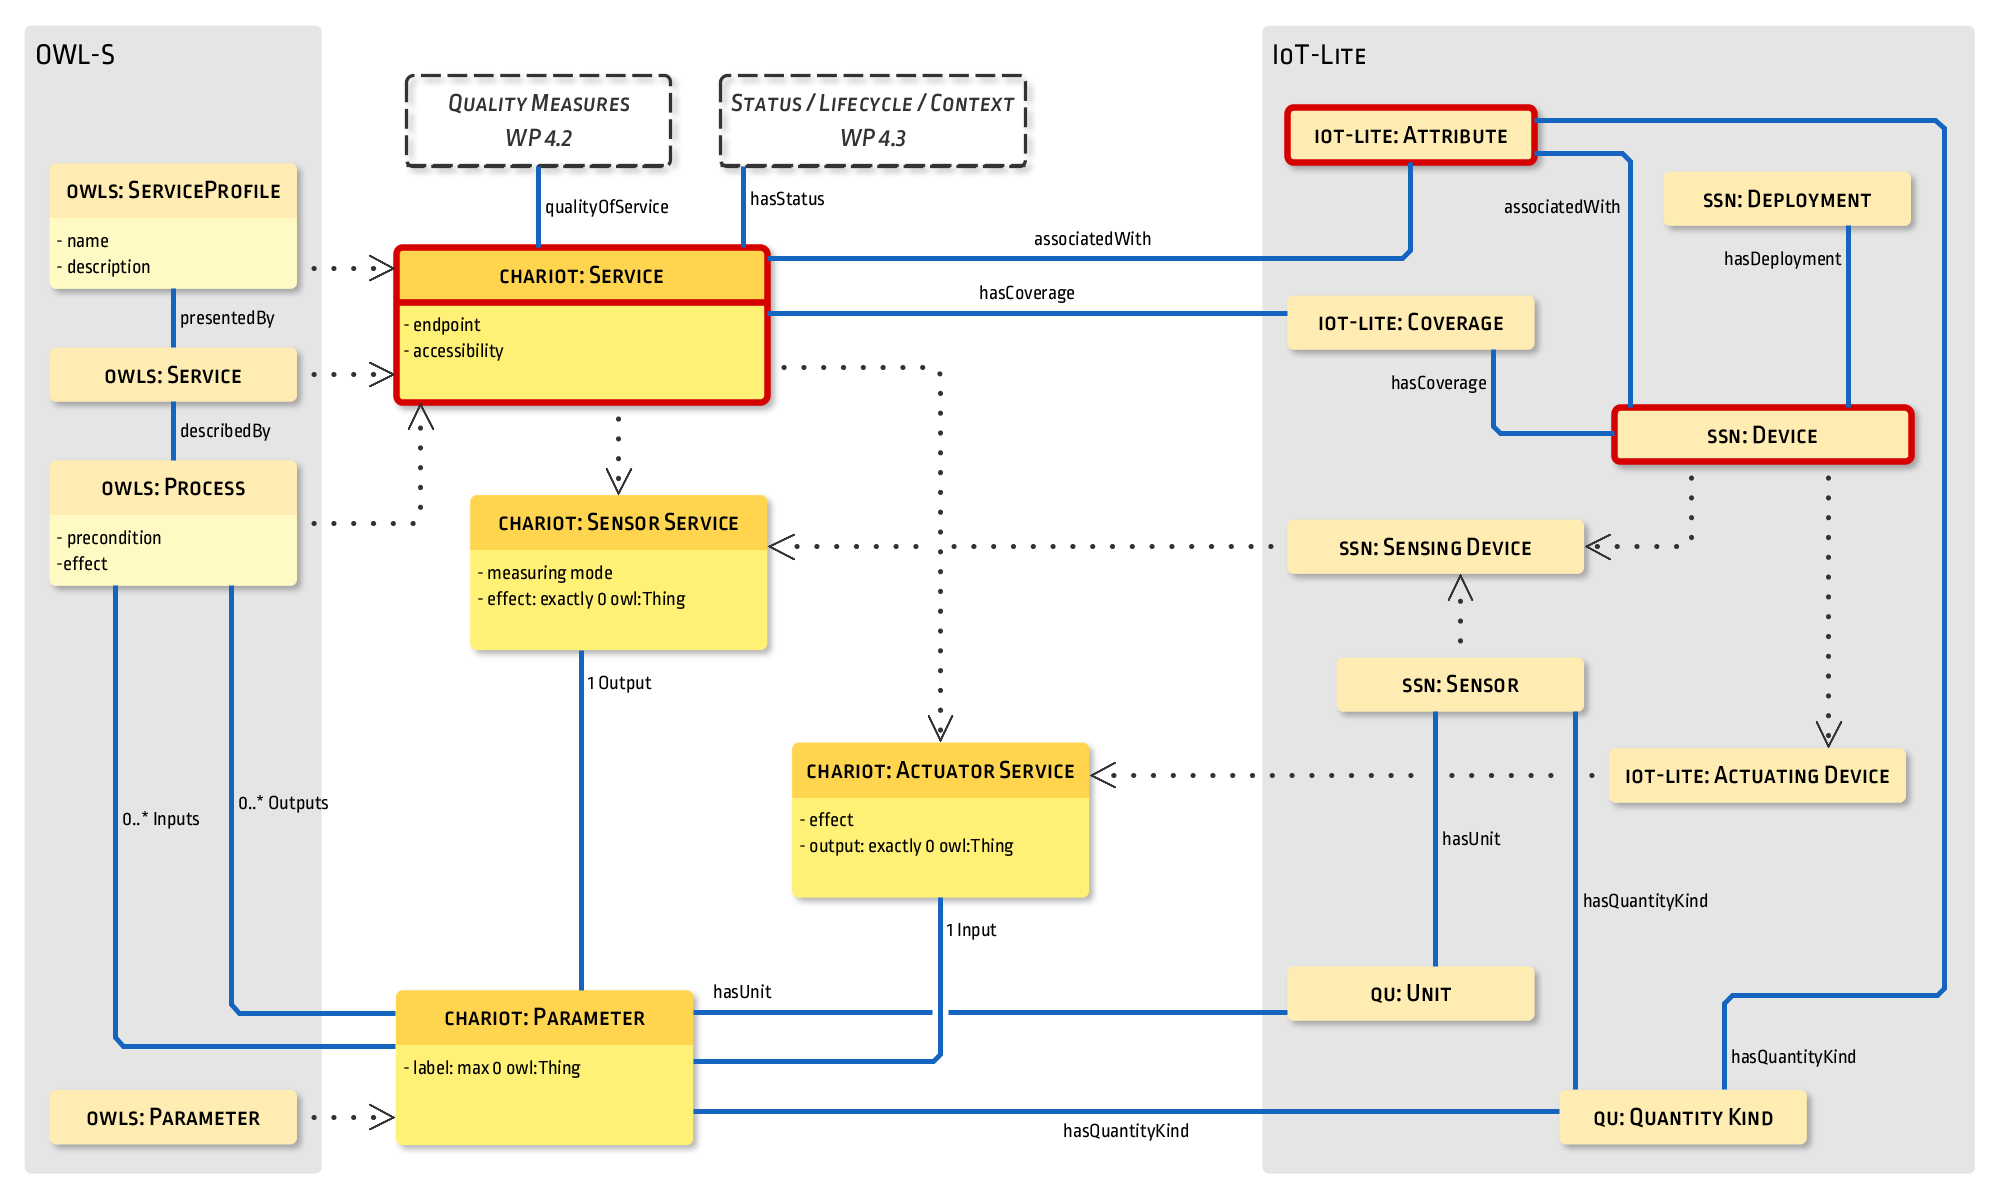 OWL-S
IoT-Lite
Quality Measures
WP 4.2
Status / Lifecycle / Context
WP 4.3
iot-lite: Attribute
owls: ServiceProfile
- name
- description
ssn: Deployment
qualityOfService
hasStatus
associatedWith
associatedWith
hasDeployment
chariot: Service
- endpoint
- accessibility
hasCoverage
iot-lite: Coverage
presentedBy
owls: Service
hasCoverage
describedBy
ssn: Device
owls: Process
- precondition
-effect
chariot: Sensor Service
- measuring mode
- effect: exactly 0 owl:Thing
ssn: Sensing Device
1 Output
ssn: Sensor
chariot: Actuator Service
- effect
- output: exactly 0 owl:Thing
iot-lite: Actuating Device
0..* Inputs
0..* Outputs
hasUnit
hasQuantityKind
1 Input
hasUnit
qu: Unit
chariot: Parameter
- label: max 0 owl:Thing
hasQuantityKind
owls: Parameter
hasQuantityKind
qu: Quantity Kind